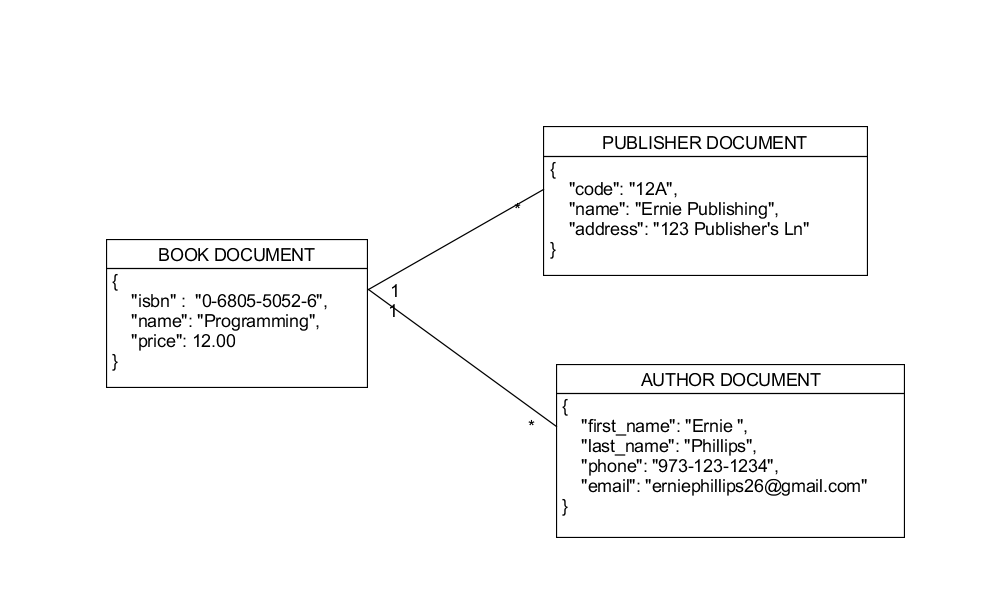 PUBLISHER DOCUMENT
{
"code": "12A",
"name": "Ernie Publishing",
"address": "123 Publisher's Ln"
}
*
BOOK DOCUMENT
{
"isbn" :  "0-6805-5052-6",
"name": "Programming",
"price": 12.00
}
1
1
*
AUTHOR DOCUMENT
{
"first_name": "Ernie ",
"last_name": "Phillips",
"phone": "973-123-1234",
"email": "erniephillips26@gmail.com"
}